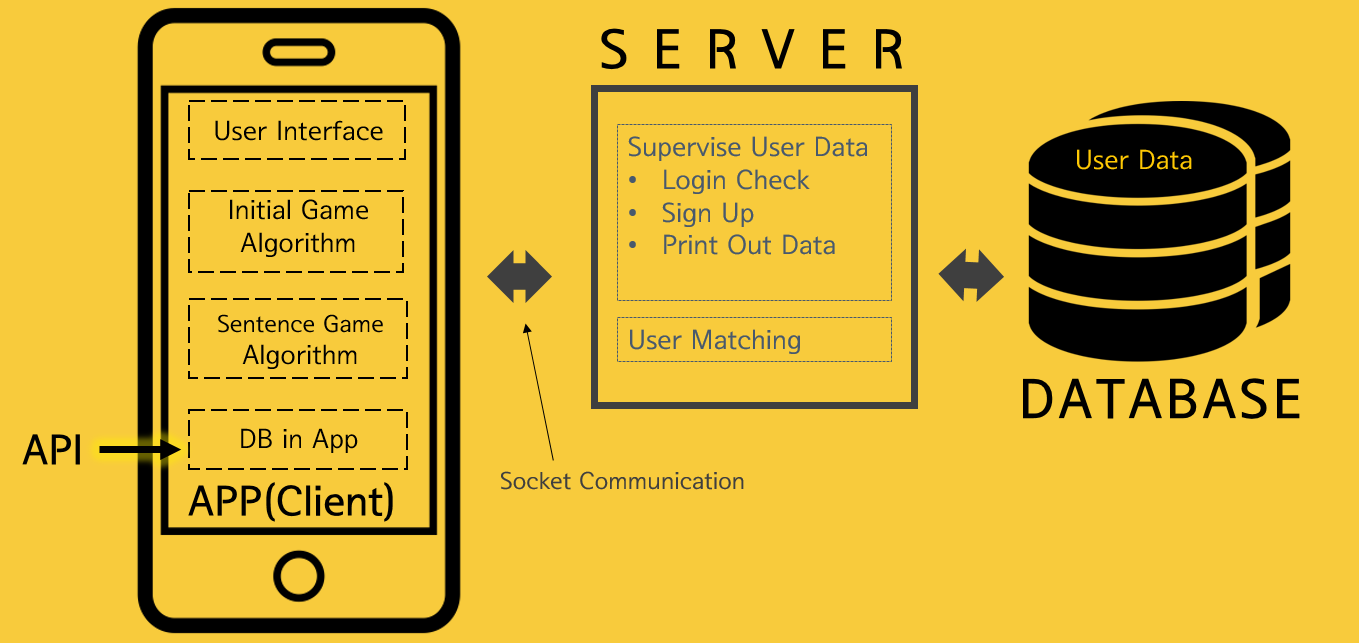 User Interface
Initial Game
Algorithm
Sentence Game
Algorithm
DB in App
APP(Client)
API
S E R V E R
Supervise User Data
• Login Check
• Sign Up
• Print Out Data
User Matching
Socket Communication
User Data
DATABASE